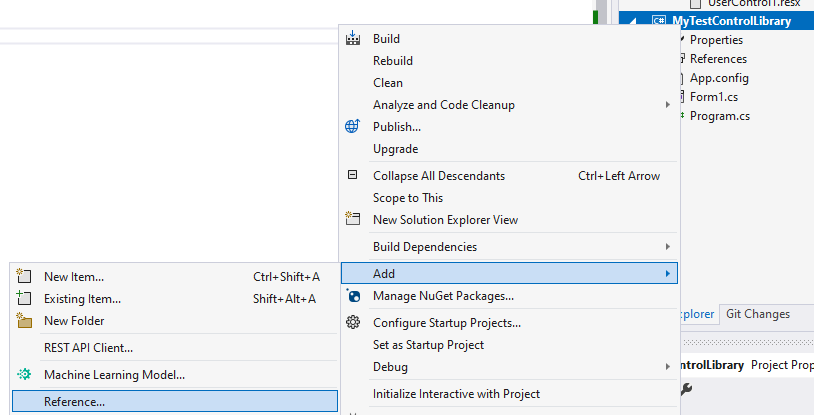 UserControl1.resx
MyTestControlLibrary
Properties
References
App.config
Form1.cs
Program.cs
Build
Rebuild
Clean
Analyze and Code Cleanup
Publish...
Upgrade
Collapse All Descendants Ctrl+Left Arrow
Scope to This
New Solution Explorer View
Build Dependencies
Add
Manage NuGet Packages...
Configure Startup Projects...
Set as Startup Project
Debug
Initialize Interactive with Project
New Item... Ctrl+Shift+A
Existing Item... Shift+Alt+A
New Folder
REST API Client...
Machine Learning Model...
Reference...
xplorer Git Changes
ntrolLibrary Project Prop